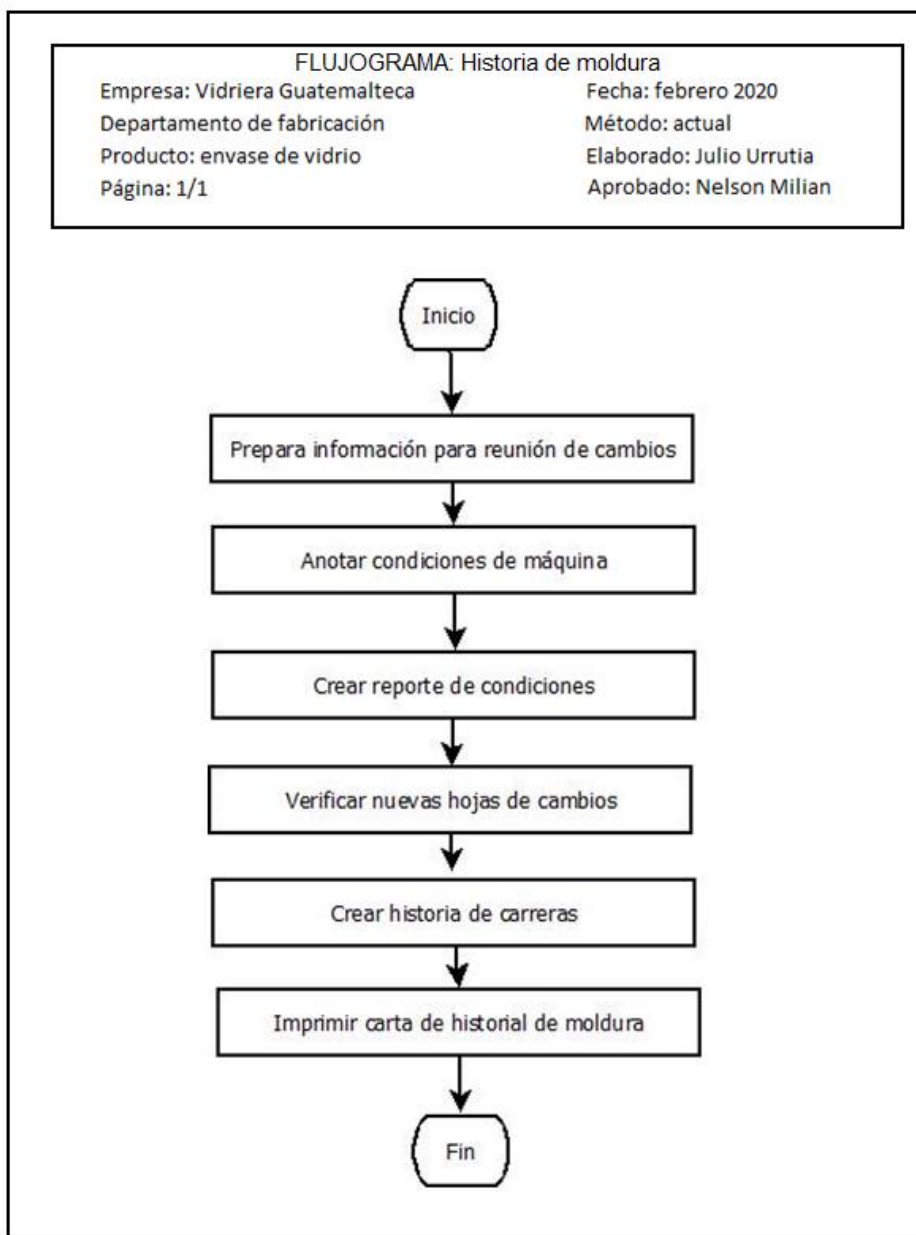 FLUJOGRAMA: Historia de moldura
Empresa: Vidriera Guatemalteca
Fecha: febrero 2020
Departamento de fabricación
Método: actual
Producto: envase de vidrio
Elaborado: Julio Urrutia
Página: 1/1
Aprobado: Nelson Milian
Inicio
Prepara información para reunión de cambios
Anotar condiciones de máquina
Crear reporte de condiciones
Verificar nuevas hojas de cambios
Crear historia de carreras
Imprimir carta de historial de moldura
Fin